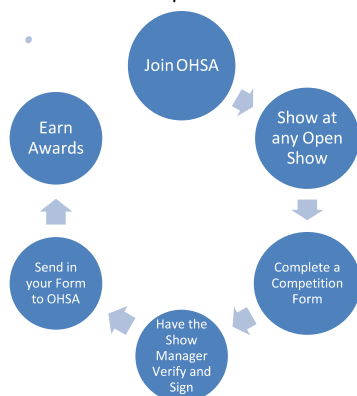 Join OHSA
Show at
any Open
Show
Complete a
Competition
Form
Have the
Show
Manager
Verify and
Sign
Send in
your Form
to OHSA
Earn
Awards